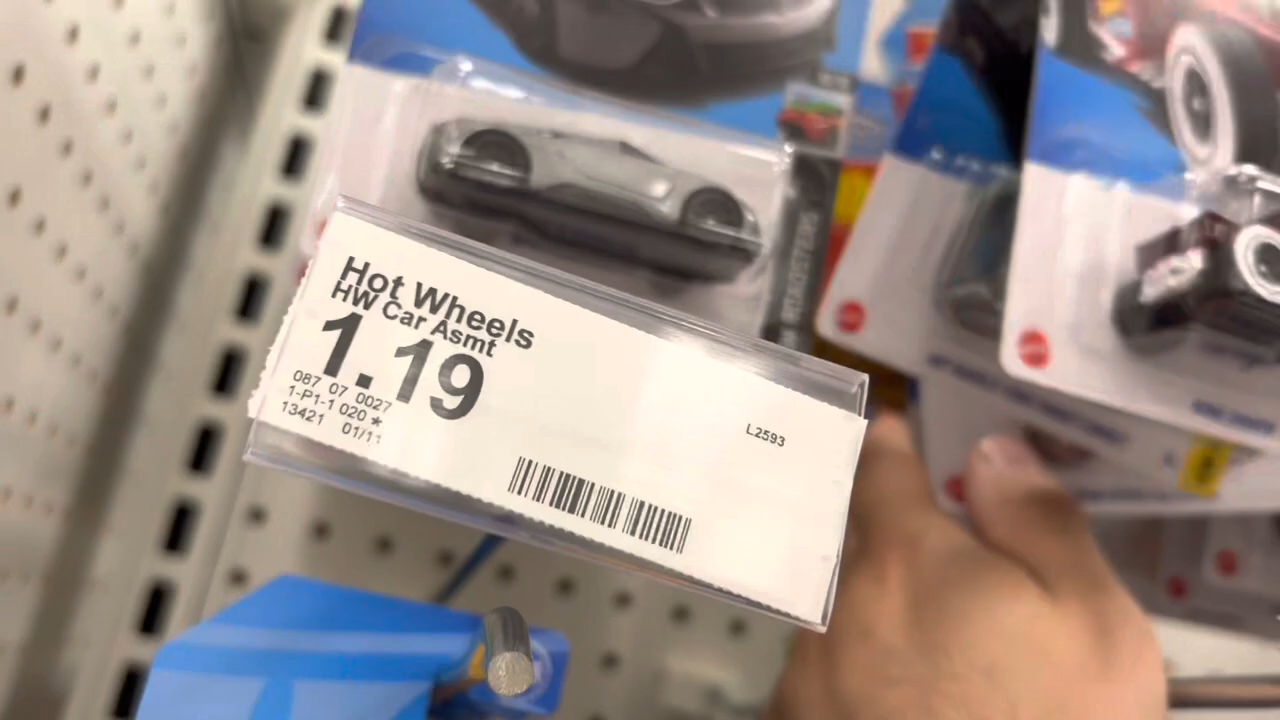 Hot Wheels
HW Car Asmt
1.19
087 07 0027
1-P1-1 020 *
13421 01/11
L2593